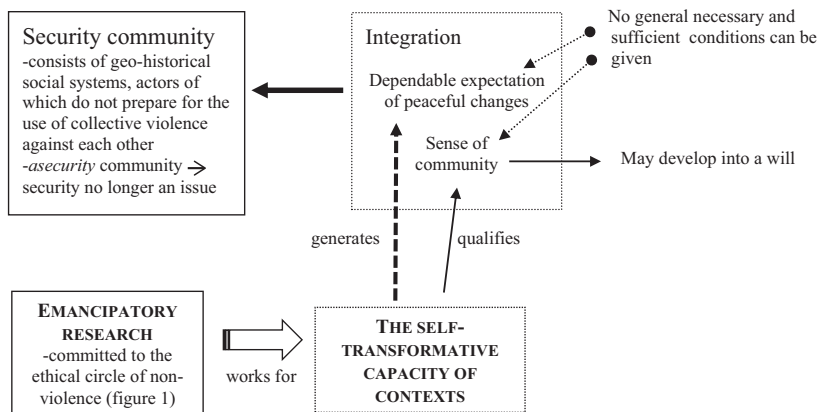 Security community
-consists of geo-historical
social systems, actors of
which do not prepare for the
use of collective violence
against each other
-asecurity community →
security no longer an issue
Integration
Dependable expectation
of peaceful changes
Sense of
community
No general necessary and
sufficient conditions can be
given
May develop into a will
generates
qualifies
EMANCIPATORY
RESEARCH
-committed to the
ethical circle of non-
violence (figure 1)
works for
THE SELF-
TRANSFORMATIVE
CAPACITY OF
CONTEXTS